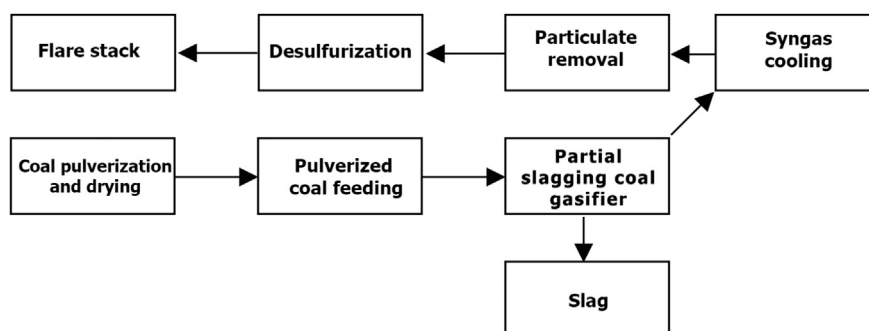 Flare stack
Desulfurization
Particulate
removal
Syngas
cooling
Coal pulverization
and drying
Pulverized
coal feeding
Partial
slagging coal
gasifier
Slag